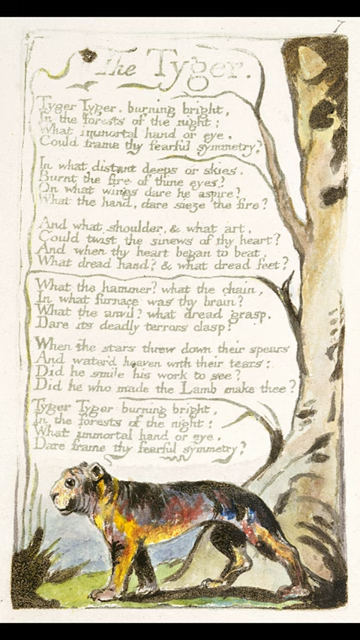 7
The Tyger.
Tyger Tyger, burning bright,
In the forests of the night;
What immortal hand or eye,
Could frame thy fearful symmetry?
In what distant deeps or skies.
Burnt the fire of thine eyes?
On what wings dare he aspire?
What the hand, dare sieze the fire?
And what shoulder, & what art,
Could twist the sinews of thy heart?
And when thy heart began to beat,
What dread hand? & what dread feet?
What the hammer? what the chain,
In what furnace was thy brain?
What the anvil? what dread grasp,
Dare its deadly terrors clasp?
When the stars threw down their spears
And water'd heaven with their tears:
Did he smile his work to see?
Did he who made the Lamb make thee?
Tyger Tyger burning bright,
In the forests of the night:
What immortal hand or eye,
Dare frame thy fearful symmetry?